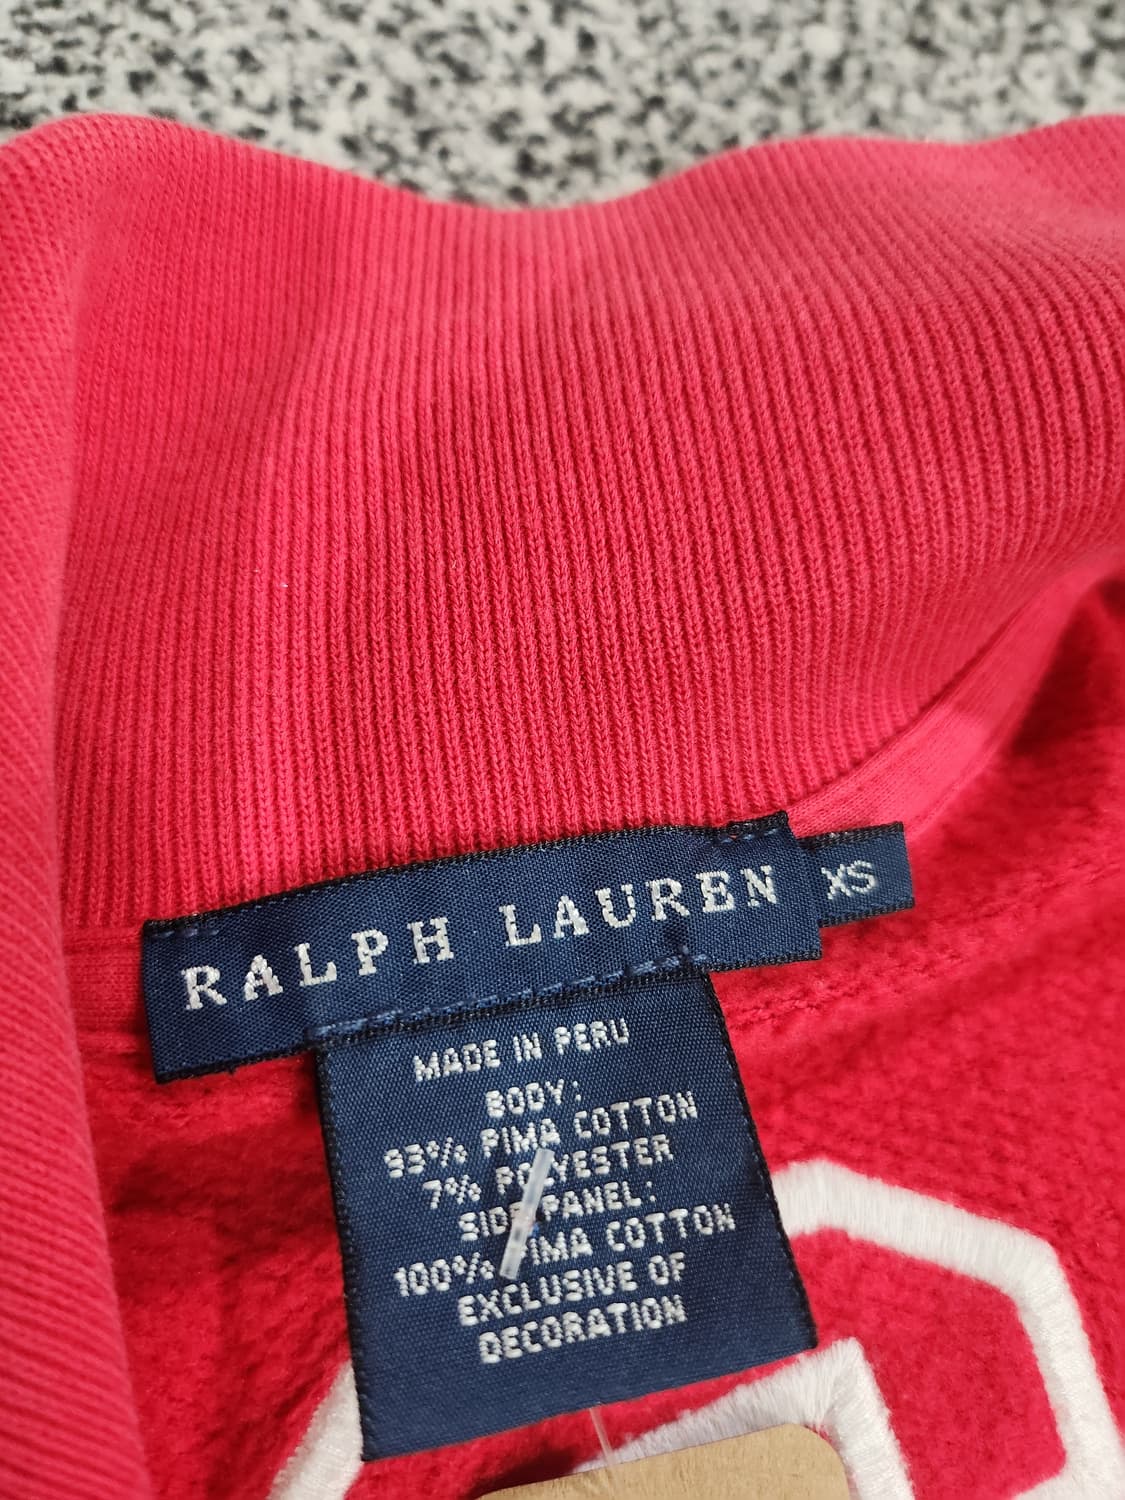 RALPH LAUREN
XS
MADE IN PERU
BODY:
93% PIMA COTTON
7% POLYESTER
SIDE PANEL:
100% PIMA COTTON
EXCLUSIVE OF
DECORATION